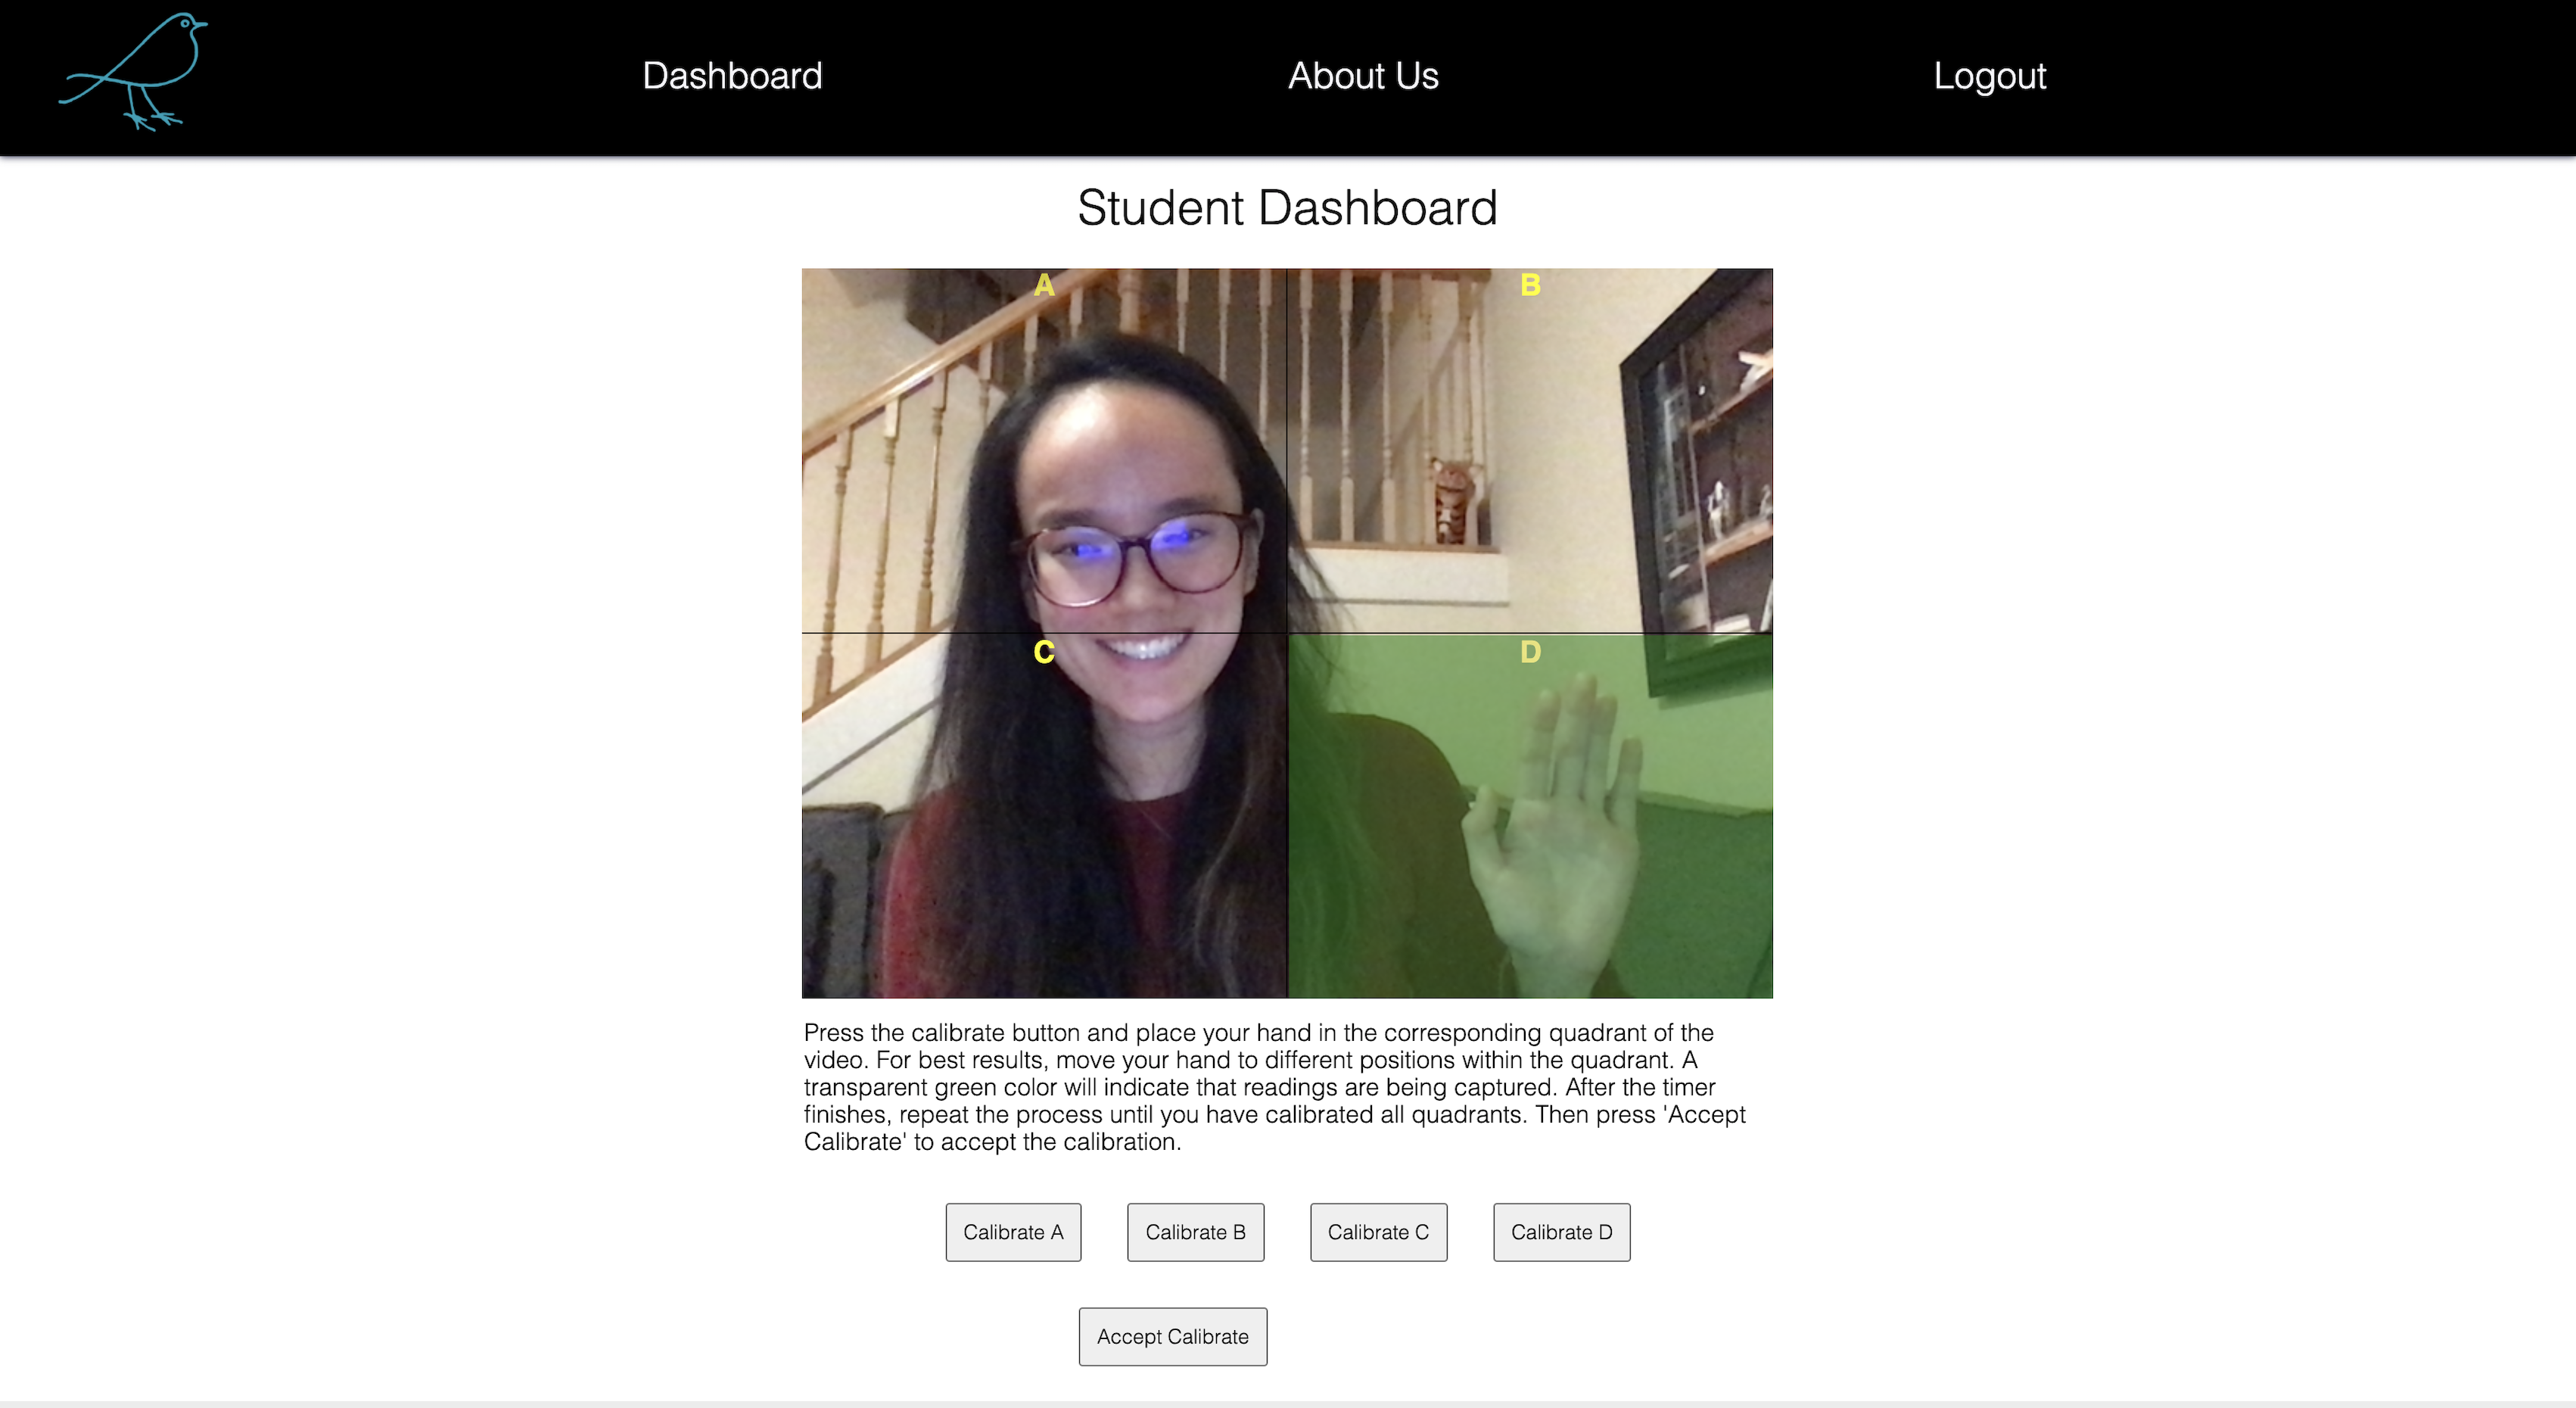 Dashboard
About Us
Logout
Student Dashboard
A
B
C
D
Press the calibrate button and place your hand in the corresponding quadrant of the
video. For best results, move your hand to different positions within the quadrant. A
transparent green color will indicate that readings are being captured. After the timer
finishes, repeat the process until you have calibrated all quadrants. Then press 'Accept
Calibrate' to accept the calibration.
Calibrate A
Calibrate B
Calibrate C
Calibrate D
Accept Calibrate